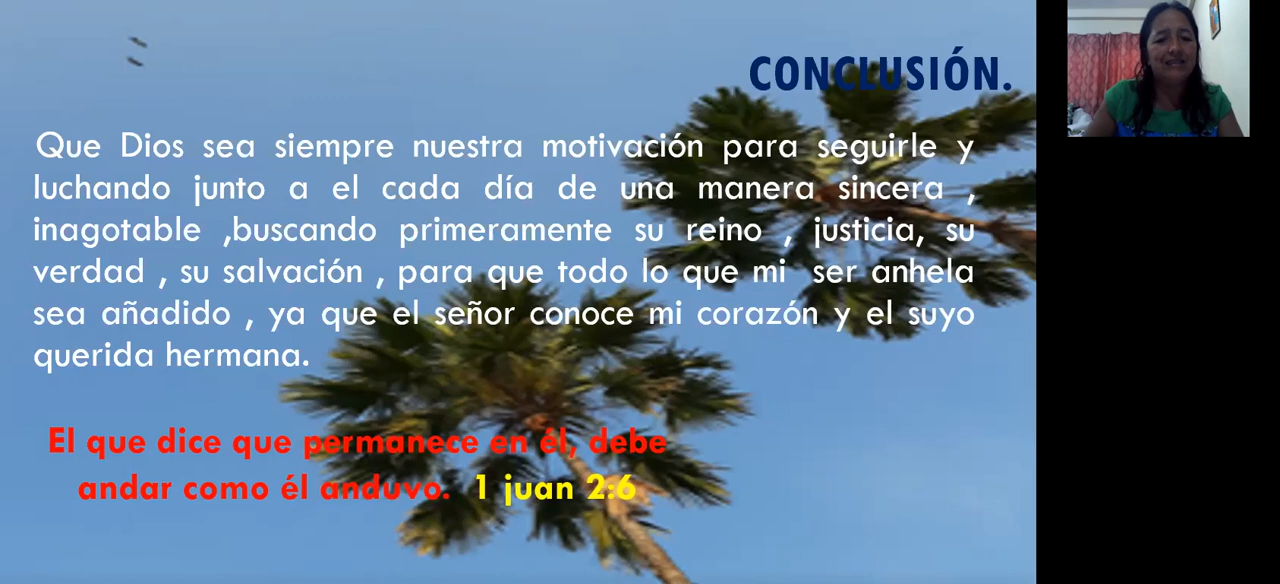 CONCLUSIÓN.
Que Dios sea siempre nuestra motivación para seguirle y
luchando junto a el cada día de una manera sincera ,
inagotable ,buscando primeramente su reino , justicia, su
verdad , su salvación , para que todo lo que mi ser anhela
sea añadido , ya que el señor conoce mi corazón y el suyo
querida hermana.
El que dice que permanece en él, debe
andar como él anduvo. 1 juan 2:6